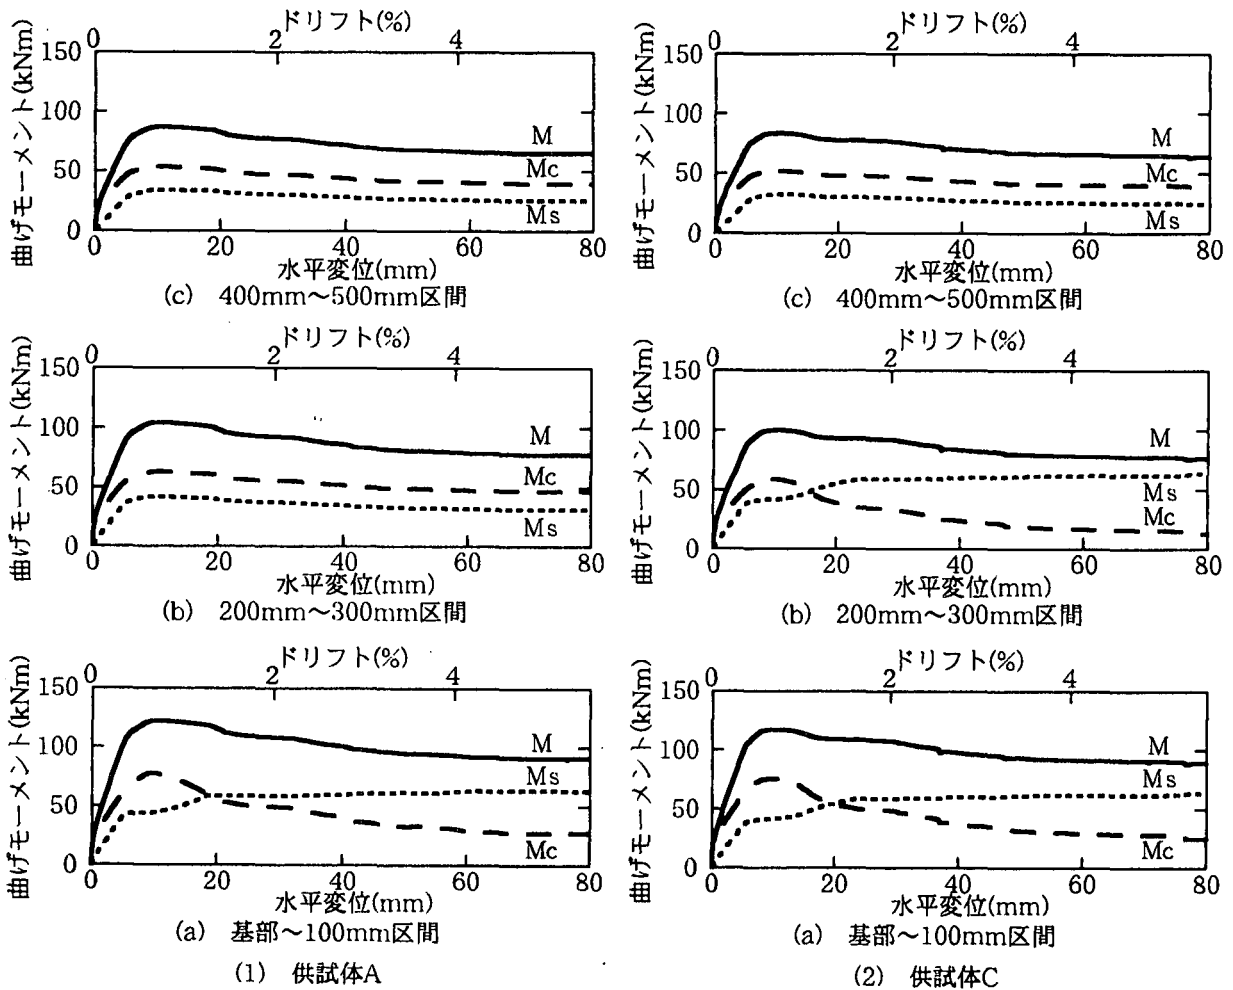 ドリフト(%)
0 2 4
曲げモーメント(kNm)
150
100
50
0
M
Mc
Ms
0 20 40 60 80
水平変位(mm)
(c) 400mm～500mm区間
ドリフト(%)
0 2 4
曲げモーメント(kNm)
150
100
50
0
M
Mc
Ms
0 20 40 60 80
水平変位(mm)
(c) 400mm～500mm区間
ドリフト(%)
0 2 4
曲げモーメント(kNm)
150
100
50
0
M
Mc
Ms
0 20 40 60 80
水平変位(mm)
(b) 200mm～300mm区間
ドリフト(%)
0 2 4
曲げモーメント(kNm)
150
100
50
0
M
Ms
Mc
0 20 40 60 80
水平変位(mm)
(b) 200mm～300mm区間
ドリフト(%)
0 2 4
曲げモーメント(kNm)
150
100
50
0
M
Ms
Mc
0 20 40 60 80
水平変位(mm)
(a) 基部～100mm区間
(1) 供試体A
ドリフト(%)
0 2 4
曲げモーメント(kNm)
150
100
50
0
M
Ms
Mc
0 20 40 60 80
水平変位(mm)
(a) 基部～100mm区間
(2) 供試体C